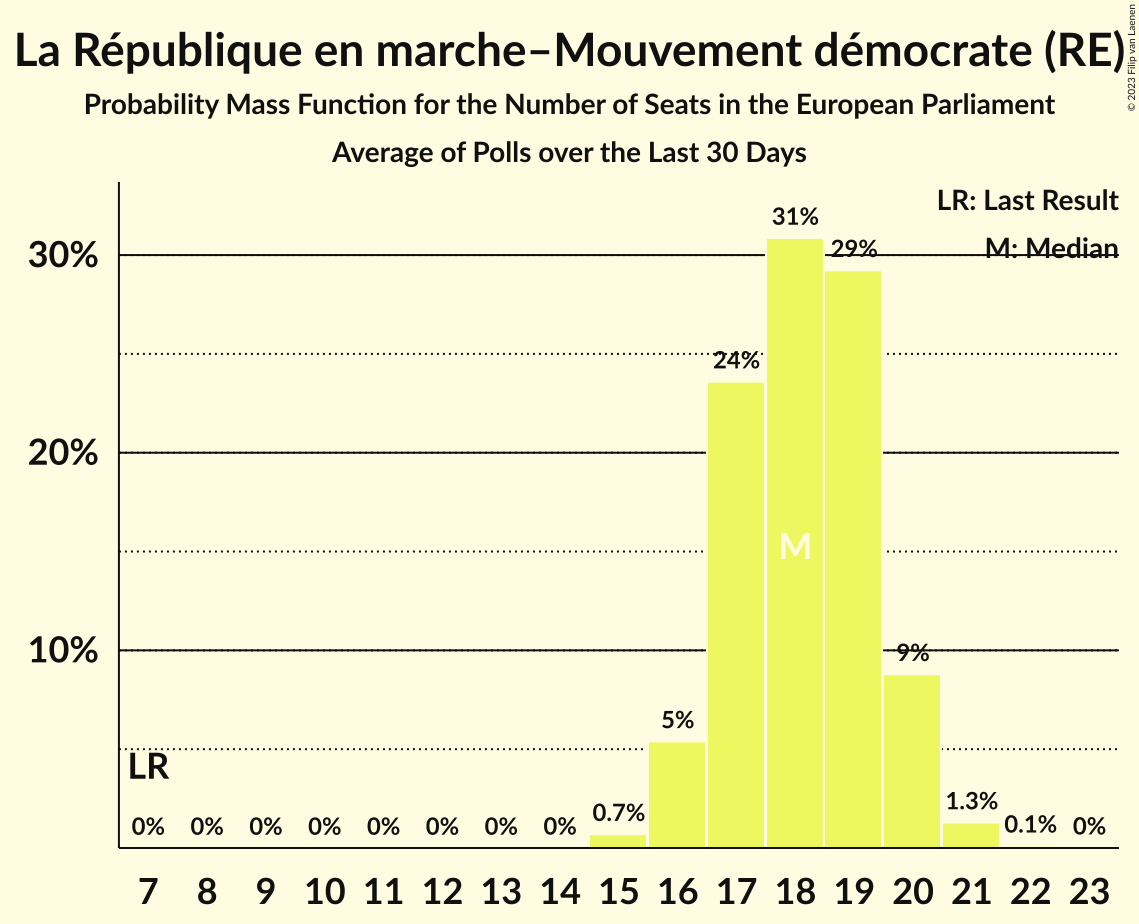 La République en marche–Mouvement démocrate (RE)
© 2023 Filip van Laenen
Probability Mass Function for the Number of Seats in the European Parliament
Average of Polls over the Last 30 Days
LR: Last Result
M: Median
30%
20%
10%
31%
29%
24%
M
9%
5%
LR
0% 0% 0% 0% 0% 0% 0% 0% 0.7% 1.3% 0.1% 0%
7 8 9 10 11 12 13 14 15 16 17 18 19 20 21 22 23